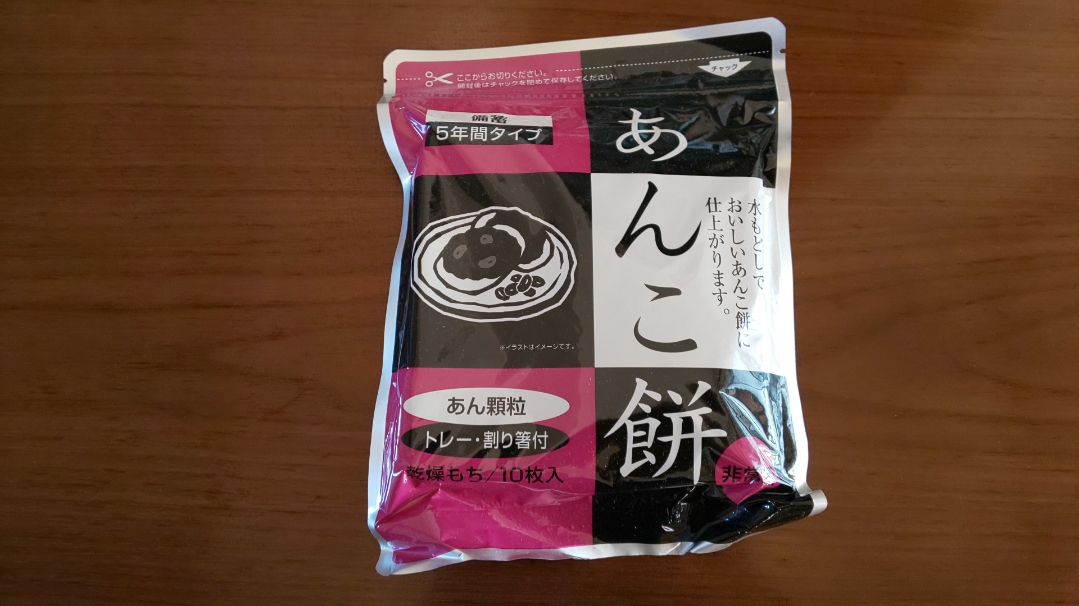 ここからお切りください。
開封後はチャックを閉めて保存してください。
チャック
備蓄
5年間タイプ
あんこ餅
水もどしで
おいしいあんこ餅に
仕上がります。
※イラストはイメージです。
あん顆粒
トレー・割り箸付
乾燥もち/10枚入
非常